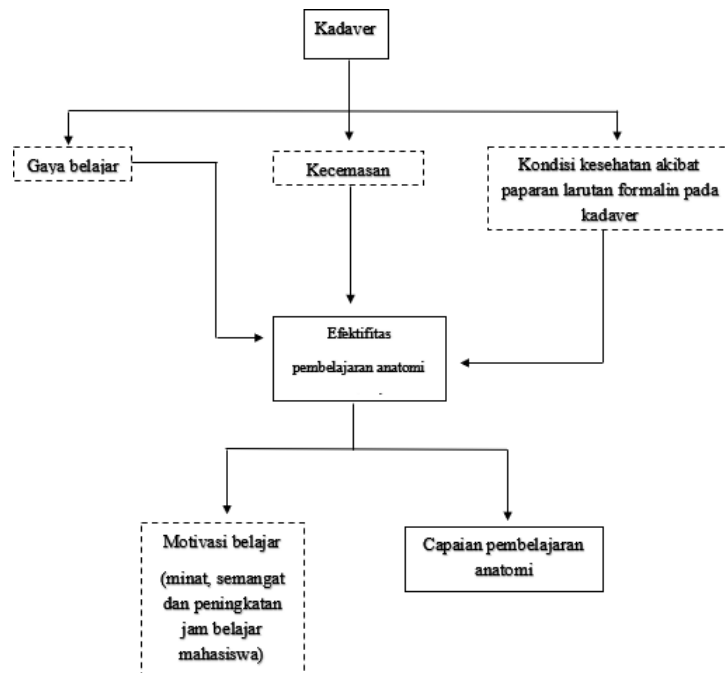 Kadaver
Gaya belajar
Kecemasan
Kondisi kesehatan akibat
paparan larutan formalin pada
kadaver
Efektifitas
pembelajaran anatomi
Motivasi belajar
(minat, semangat
dan peningkatan
jam belajar
mahasiswa)
Capaian pembelajaran
anatomi